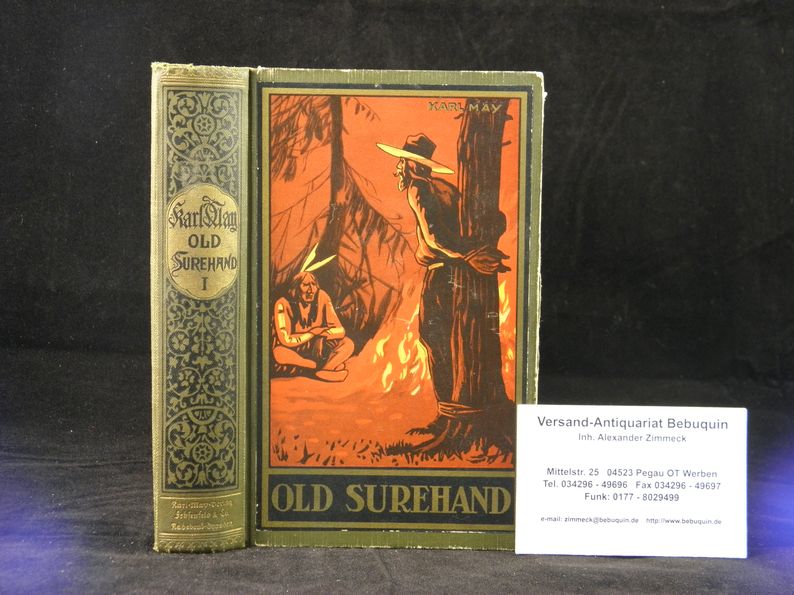 Karl May
OLD
SUREHAND
I
Karl-May-Verlag
Fehsenfeld & Co.
Radebeul-Dresden
KARL MAY
OLD SUREHAND
Versand-Antiquariat Bebuquin
Inh. Alexander Zimmeck
Mittelstr. 25 04523 Pegau OT Werben
Tel. 034296 - 49696 Fax 034296 - 49697
Funk: 0177 - 8029499
e-mail: zimmeck@bebuquin.de http://www.bebuquin.de